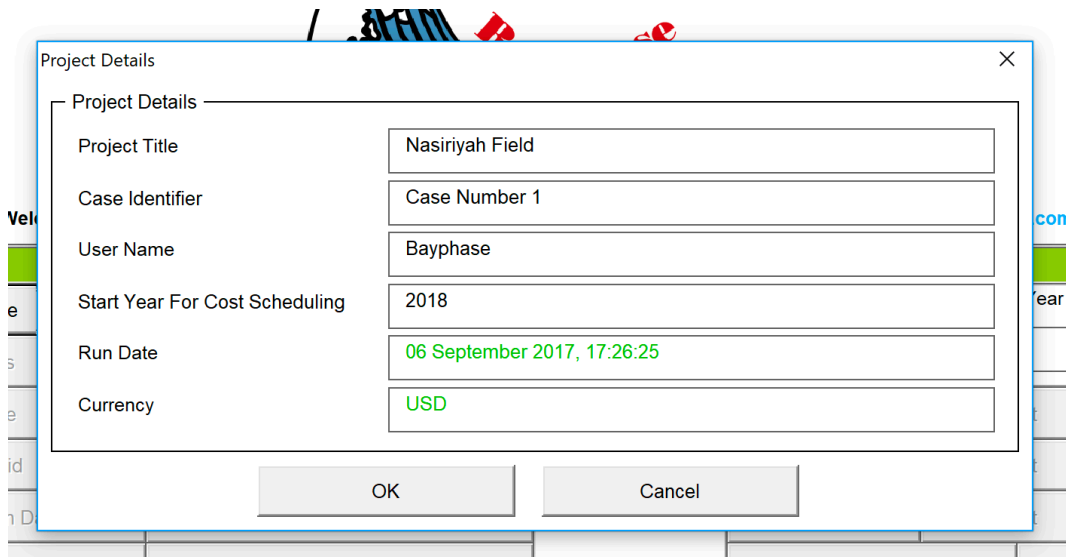 Project Details
Project Details
Project Title
Nasiriyah Field
Case Identifier
Case Number 1
User Name
Bayphase
Start Year For Cost Scheduling
2018
Run Date
06 September 2017, 17:26:25
Currency
USD
OK
Cancel